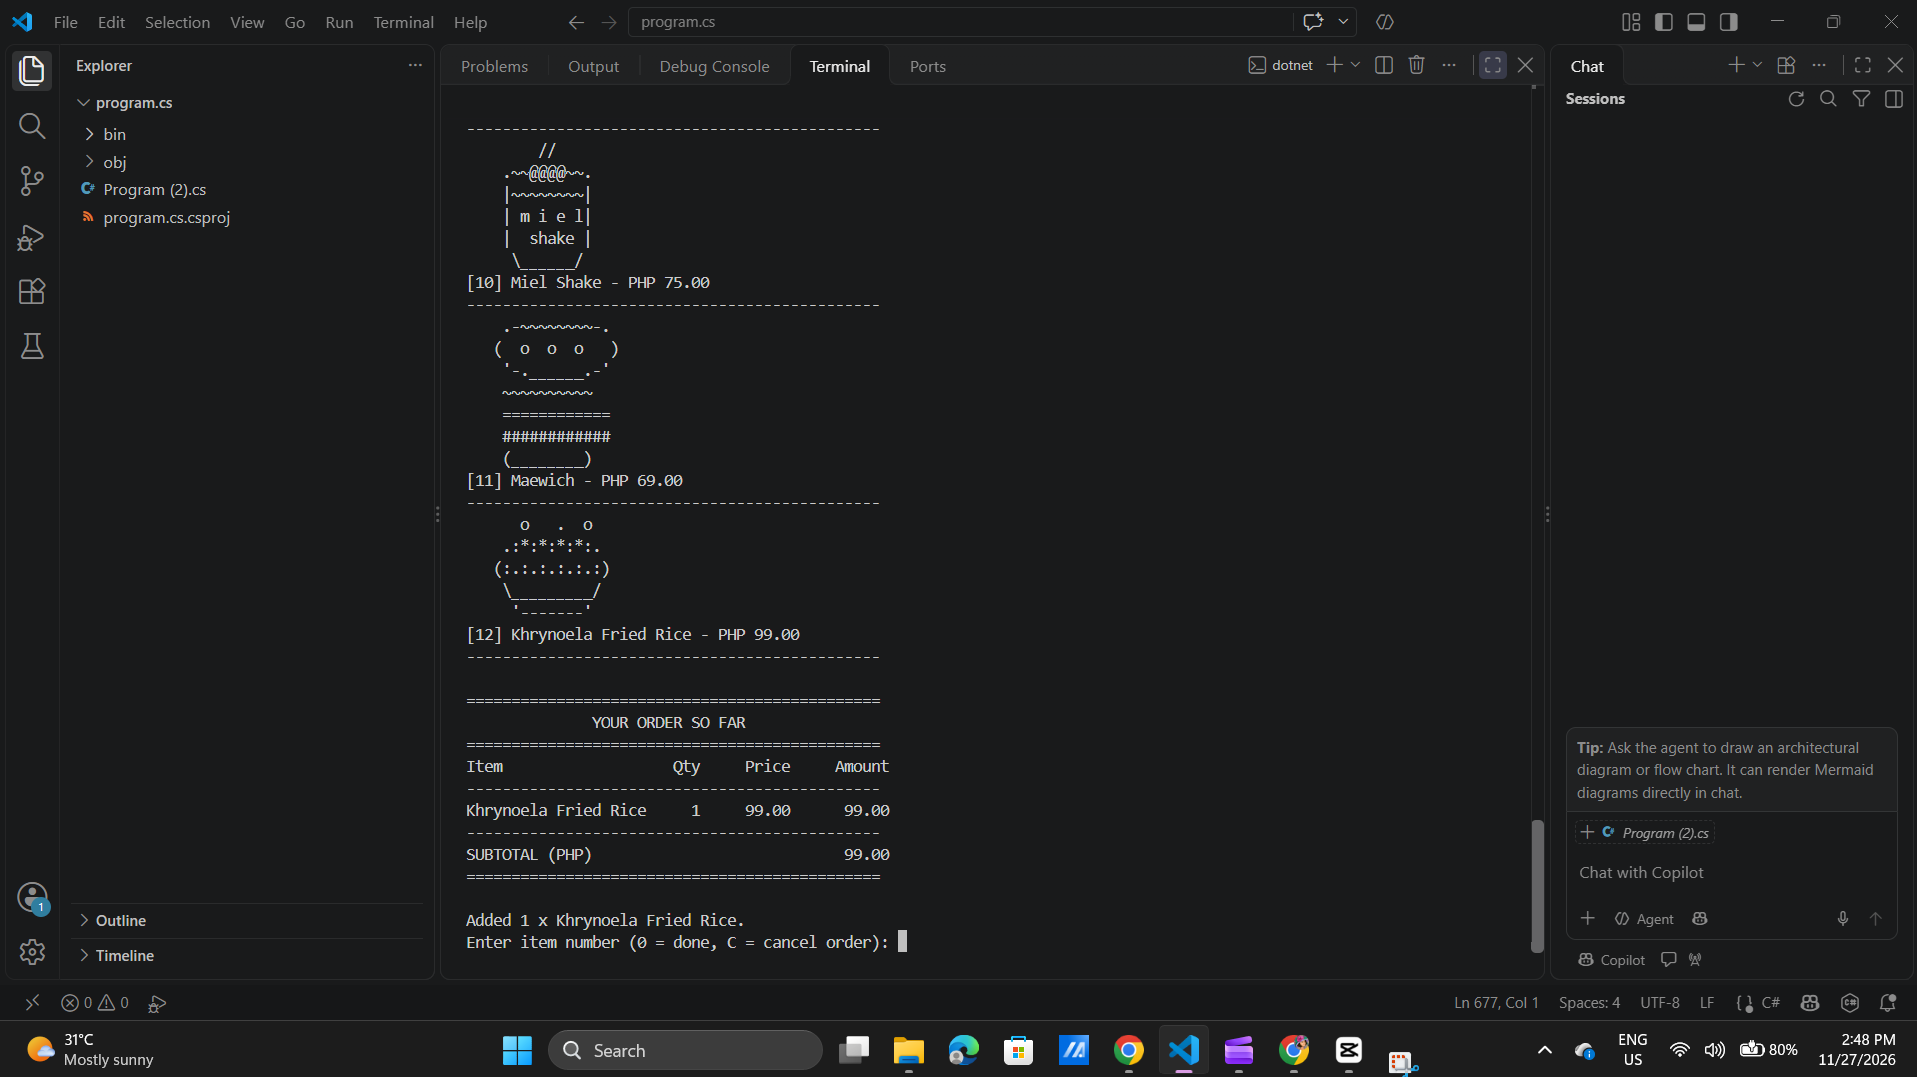 File Edit Selection View Go Run Terminal Help
program.cs
Explorer
program.cs
bin
obj
Program (2).cs
program.cs.csproj
Outline
Timeline
Problems Output Debug Console Terminal Ports
dotnet
---------------------------------------------- 
        //
    .~~@@@@~~.
    |~~~~~~~~|
    | m i e l|
    |  shake |
     \______/
[10] Miel Shake - PHP 75.00
----------------------------------------------
    .-~~~~~~~~-.
   (  o  o  o   )
    '-.______.-'
    ~~~~~~~~~~
    ============
    ############
    (________)
[11] Maewich - PHP 69.00
----------------------------------------------
      o   .  o
    .:*:*:*:*:.
   (:.:.:.:.:.:)
    \_________/
     '-------'
[12] Khrynoela Fried Rice - PHP 99.00
----------------------------------------------
==============================================
              YOUR ORDER SO FAR
==============================================
Item                   Qty     Price     Amount
----------------------------------------------
Khrynoela Fried Rice     1     99.00      99.00
----------------------------------------------
SUBTOTAL (PHP)                            99.00
==============================================
Added 1 x Khrynoela Fried Rice.
Enter item number (0 = done, C = cancel order):
Chat
Sessions
Tip: Ask the agent to draw an architectural
diagram or flow chart. It can render Mermaid
diagrams directly in chat.
Program (2).cs
Chat with Copilot
Agent
Copilot
1
0 0
Ln 677, Col 1 Spaces: 4 UTF-8 LF { } C#
31°C
Mostly sunny
Search
ENG
US
80%
2:48 PM
11/27/2026